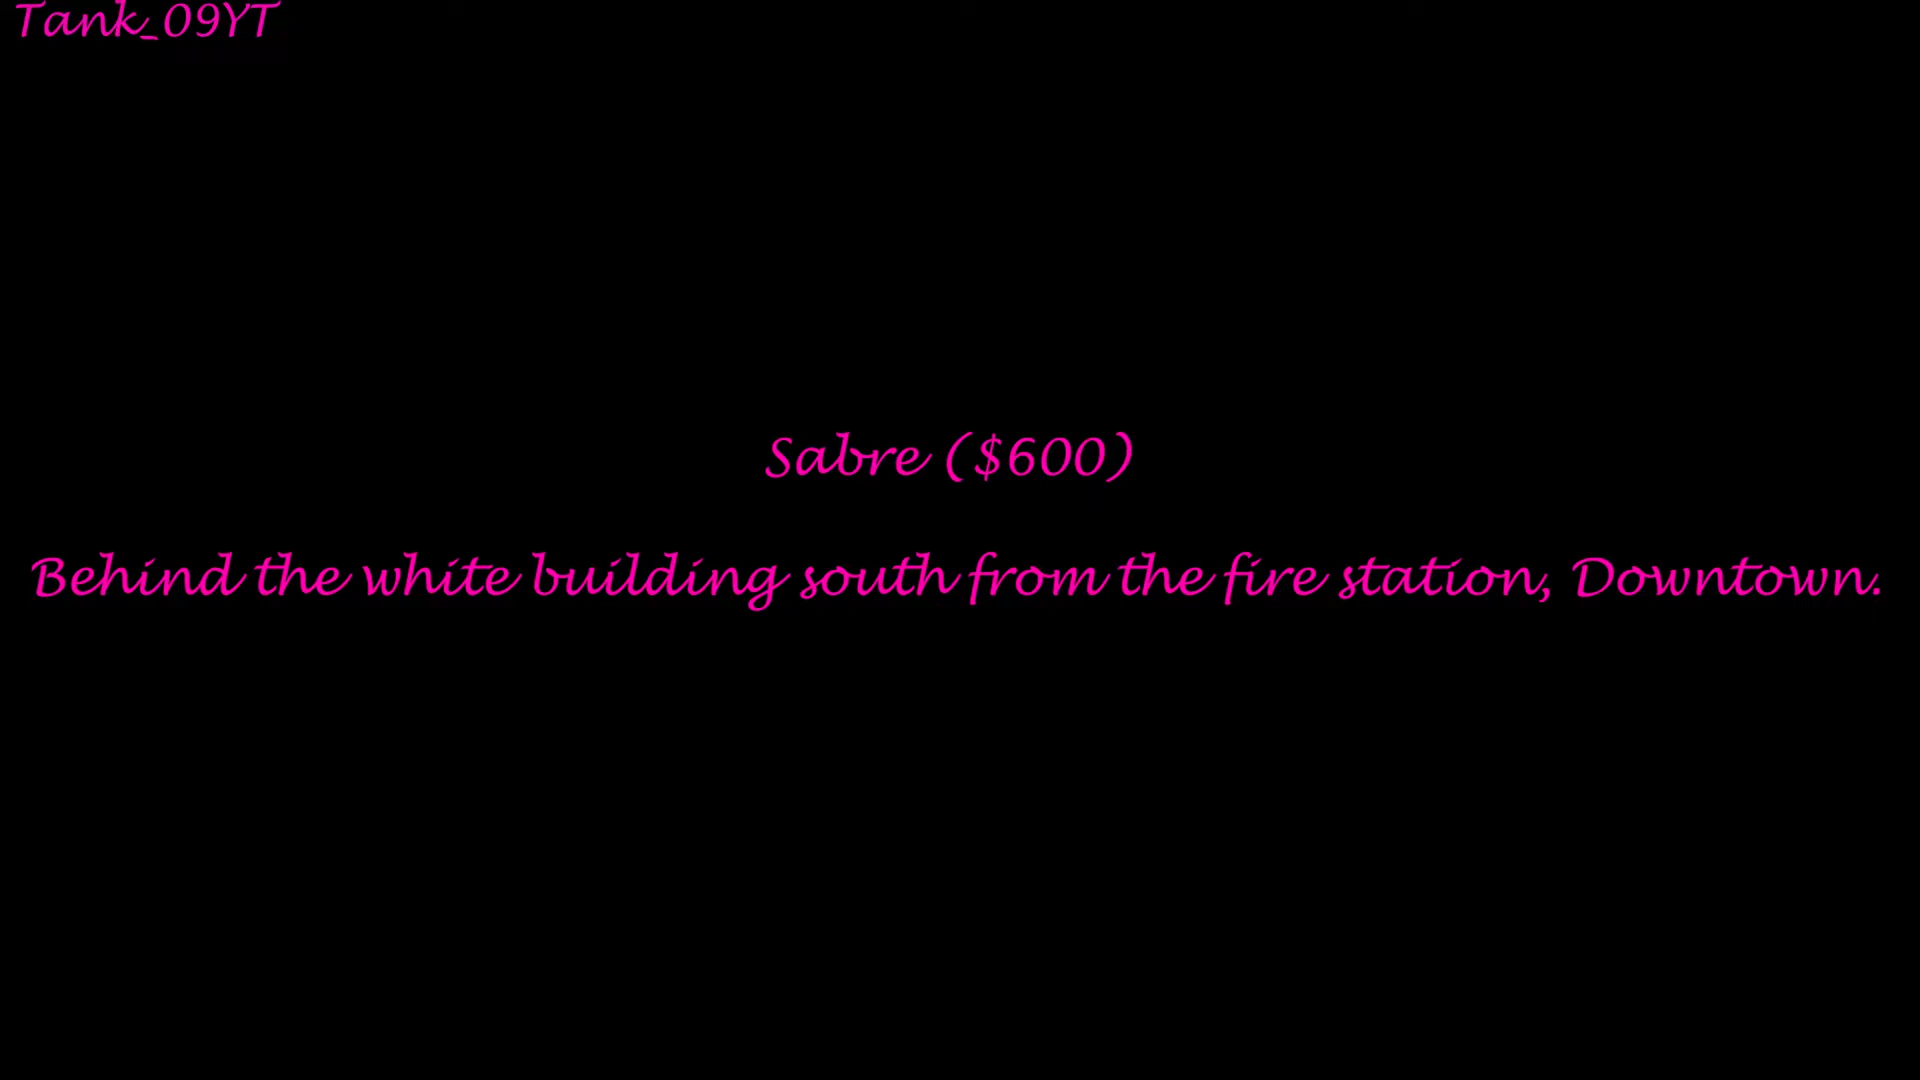 Tank_09YT
Sabre ($600)
Behind the white building south from the fire station, Downtown.